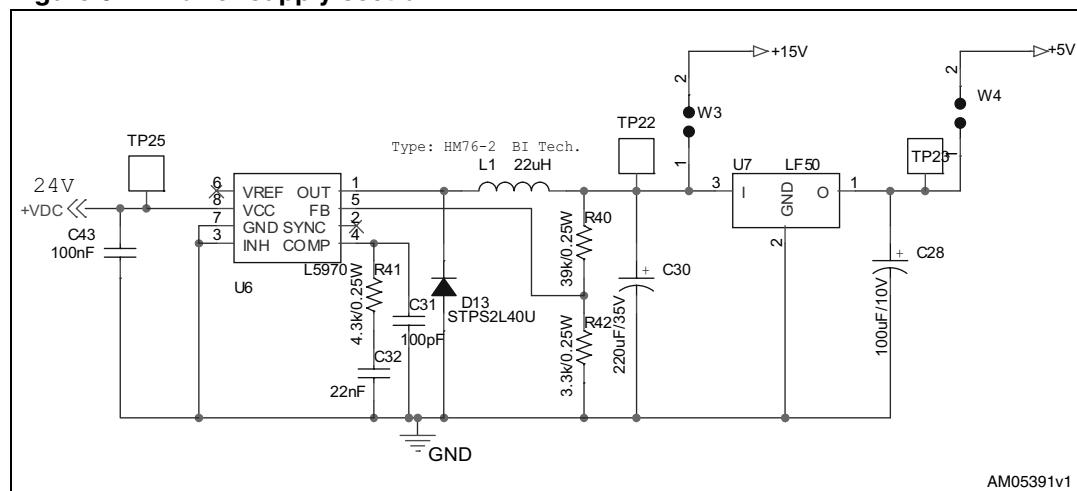 +15V
+5V
2
2
W3
W4
TP25
TP22
TP23
Type: HM76-2 BI Tech.
L1 22uH
U7 LF50
1
1
24V
+VDC
6 VREF OUT 1
8 VCC FB 5
7 GND SYNC 2
3 INH COMP 4
3 I GND O 1
2
C43
100nF
L5970
U6
R41
4.3k/0.25W
C31
100pF
C32
22nF
D13
STPS2L40U
R40
39k/0.25W
R42
3.3k/0.25W
C30
+
220uF/35V
C28
+
100uF/10V
GND
AM05391v1